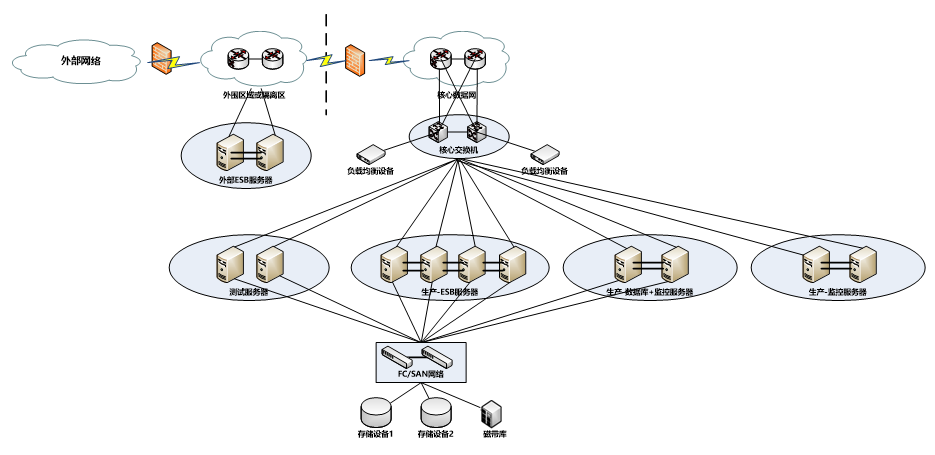 外部网络
外围区域或隔离区
核心数据网
核心交换机
负载均衡设备
负载均衡设备
外部ESB服务器
测试服务器
生产-ESB服务器
生产-数据库+监控服务器
生产-监控服务器
FC/SAN网络
存储设备1
存储设备2
磁带库